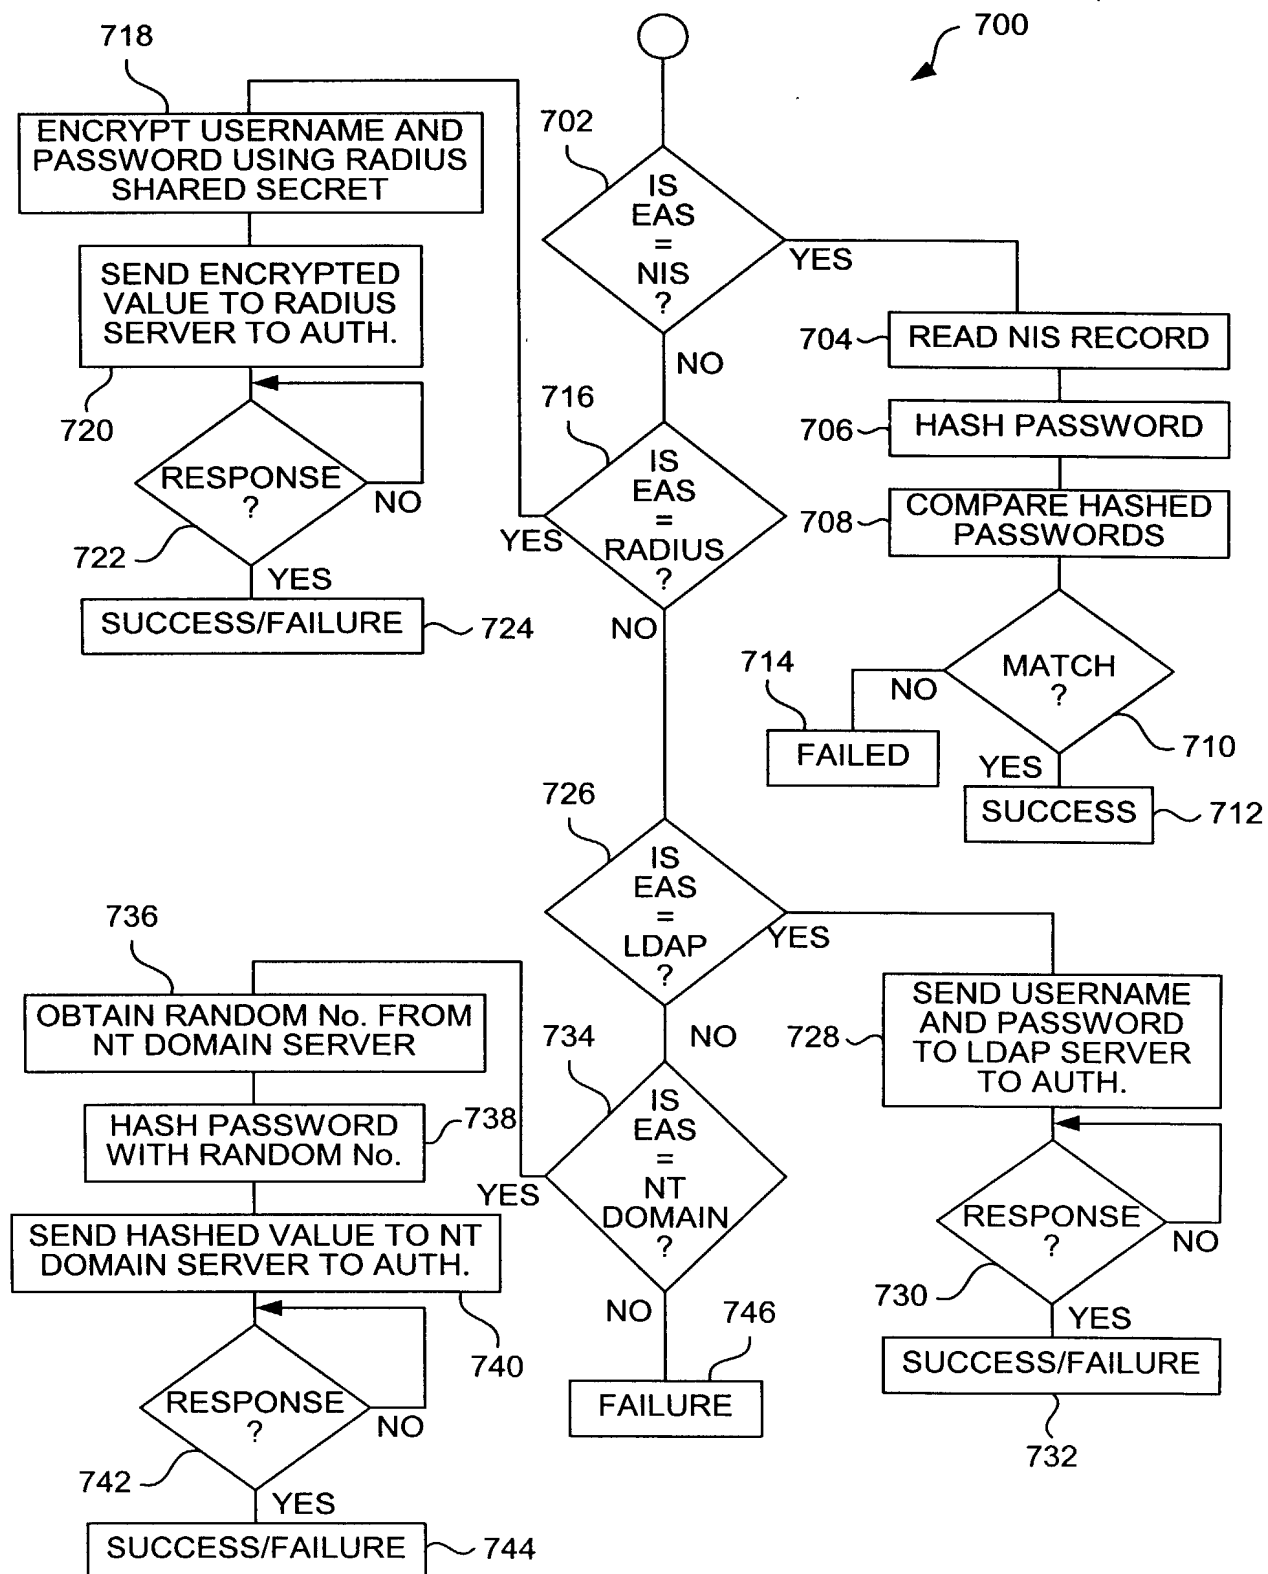 700
718
ENCRYPT USERNAME AND
PASSWORD USING RADIUS
SHARED SECRET
SEND ENCRYPTED
VALUE TO RADIUS
SERVER TO AUTH.
720
RESPONSE
?
NO
722
YES
SUCCESS/FAILURE
724
702
IS
EAS
=
NIS
?
YES
NO
704
READ NIS RECORD
706
HASH PASSWORD
708
COMPARE HASHED
PASSWORDS
MATCH
?
710
NO
714
FAILED
YES
SUCCESS
712
716
IS
EAS
=
RADIUS
?
YES
NO
726
IS
EAS
=
LDAP
?
YES
NO
728
SEND USERNAME
AND PASSWORD
TO LDAP SERVER
TO AUTH.
RESPONSE
?
NO
730
YES
SUCCESS/FAILURE
732
734
IS
EAS
=
NT
DOMAIN
?
YES
NO
746
FAILURE
736
OBTAIN RANDOM No. FROM
NT DOMAIN SERVER
HASH PASSWORD
WITH RANDOM No.
738
SEND HASHED VALUE TO NT
DOMAIN SERVER TO AUTH.
740
RESPONSE
?
NO
742
YES
SUCCESS/FAILURE
744